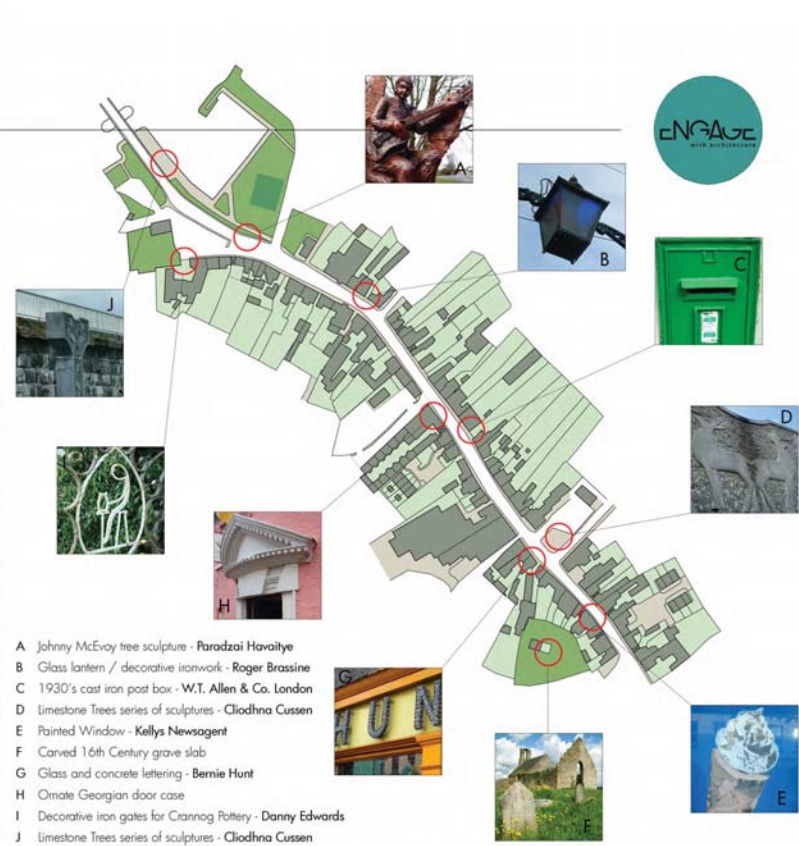 ENGAGE
with architecture
A
B
C
J
D
I
H
G
HUN
F
E
A Johnny McEvoy tree sculpture - Paradzai Havaitye
B Glass lantern / decorative ironwork - Roger Brassine
C 1930's cast iron post box - W.T. Allen & Co. London
D Limestone Trees series of sculptures - Cliodhna Cussen
E Painted Window - Kellys Newsagent
F Carved 16th Century grave slab
G Glass and concrete lettering - Bernie Hunt
H Ornate Georgian door case
I Decorative iron gates for Crannog Pottery - Danny Edwards
J Limestone Trees series of sculptures - Cliodhna Cussen